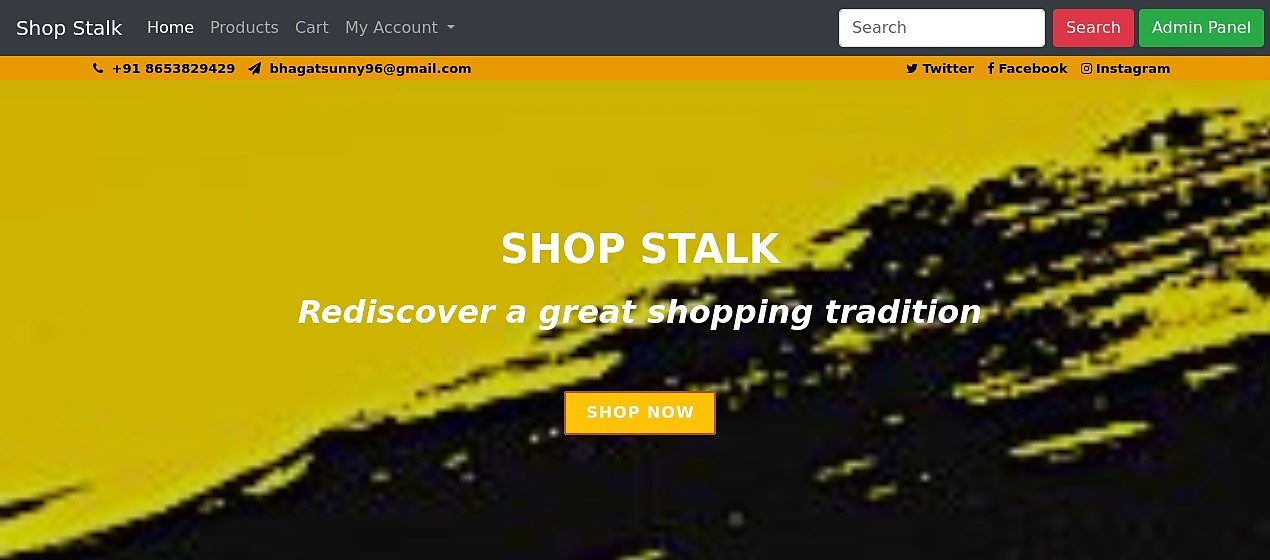 Shop Stalk Home Products Cart My Account Search Search Admin Panel
+91 8653829429 bhagatsunny96@gmail.com Twitter Facebook Instagram
SHOP STALK
Rediscover a great shopping tradition
SHOP NOW